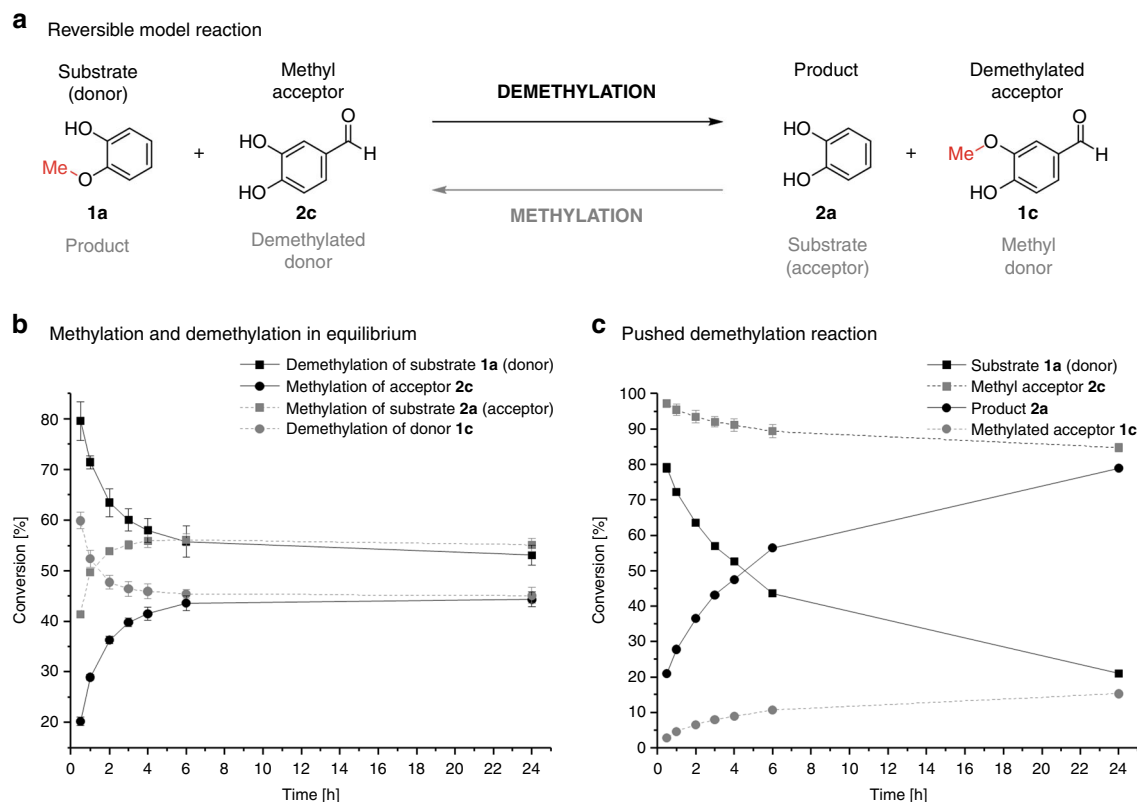 a Reversible model reaction
Substrate
(donor)
Methyl
acceptor
Product
Demethylated
acceptor
DEMETHYLATION
METHYLATION
HO
Me
O
+
HO
HO
O
H
HO
HO
+
Me
O
HO
O
H
1a
2c
2a
1c
Product
Demethylated
donor
Substrate
(acceptor)
Methyl
donor
b Methylation and demethylation in equilibrium
Demethylation of substrate 1a (donor)
Methylation of acceptor 2c
Methylation of substrate 2a (acceptor)
Demethylation of donor 1c
Conversion [%]
80
70
60
50
40
30
20
0 2 4 6 8 10 12 14 16 18 20 22 24
Time [h]
c Pushed demethylation reaction
Substrate 1a (donor)
Methyl acceptor 2c
Product 2a
Methylated acceptor 1c
Conversion [%]
100
90
80
70
60
50
40
30
20
10
0
0 2 4 6 8 10 12 14 16 18 20 22 24
Time [h]